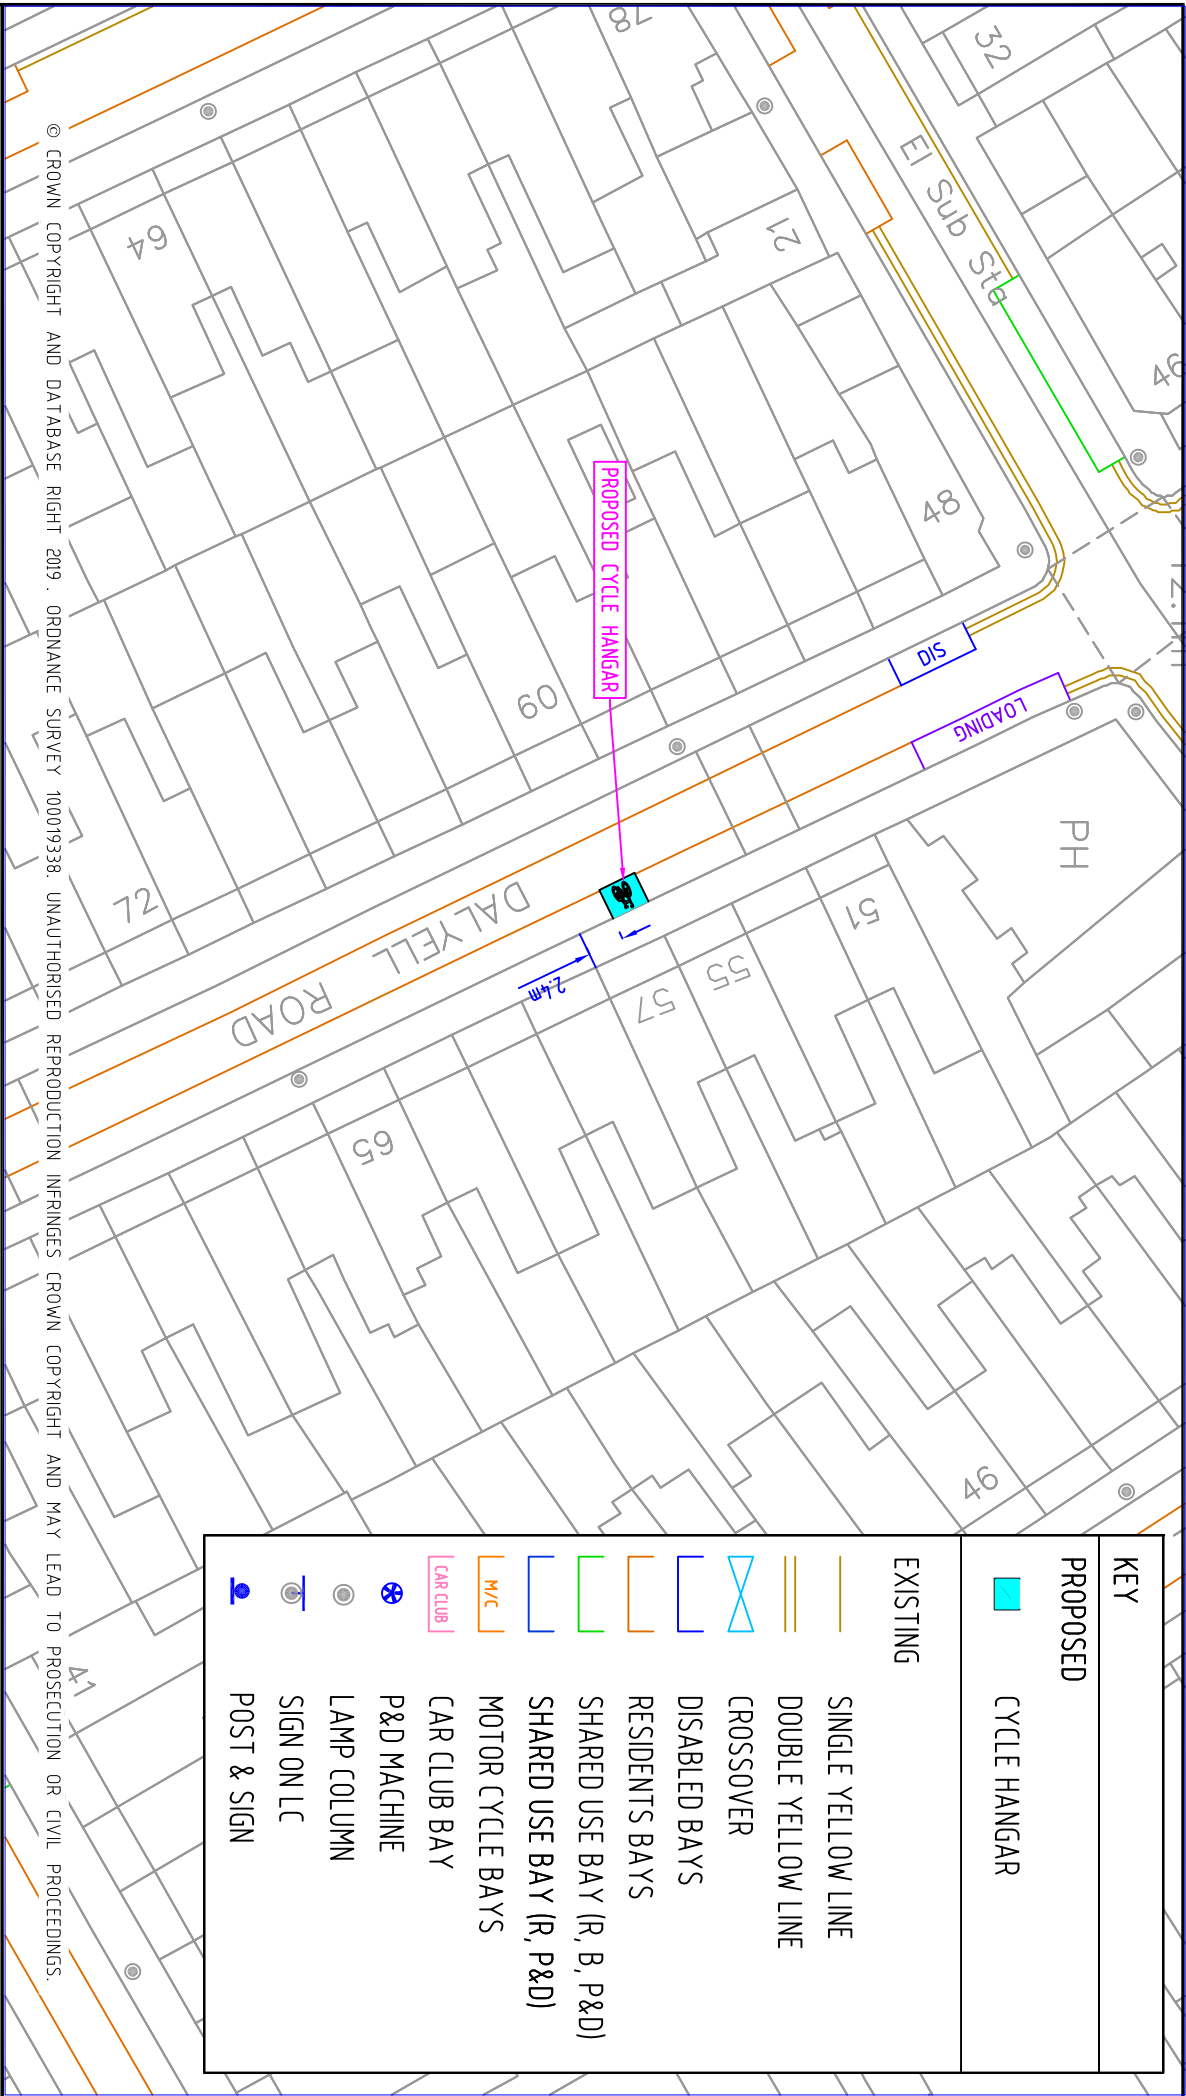 KEY
PROPOSED
CYCLE HANGAR
EXISTING
SINGLE YELLOW LINE
DOUBLE YELLOW LINE
CROSSOVER
DISABLED BAYS
RESIDENTS BAYS
SHARED USE BAY (R, B, P&D)
SHARED USE BAY (R, P&D)
M/C MOTOR CYCLE BAYS
CAR CLUB CAR CLUB BAY
P&D MACHINE
LAMP COLUMN
SIGN ON LC
POST & SIGN
32
El Sub Sta
46
78
21
48
64
60
72
DIS
LOADING
PH
PROPOSED CYCLE HANGAR
51
55
57
2.4m
DALYELL ROAD
65
46
41
© CROWN COPYRIGHT AND DATABASE RIGHT 2019. ORDNANCE SURVEY 100019338. UNAUTHORISED REPRODUCTION INFRINGES CROWN COPYRIGHT AND MAY LEAD TO PROSECUTION OR CIVIL PROCEEDINGS.